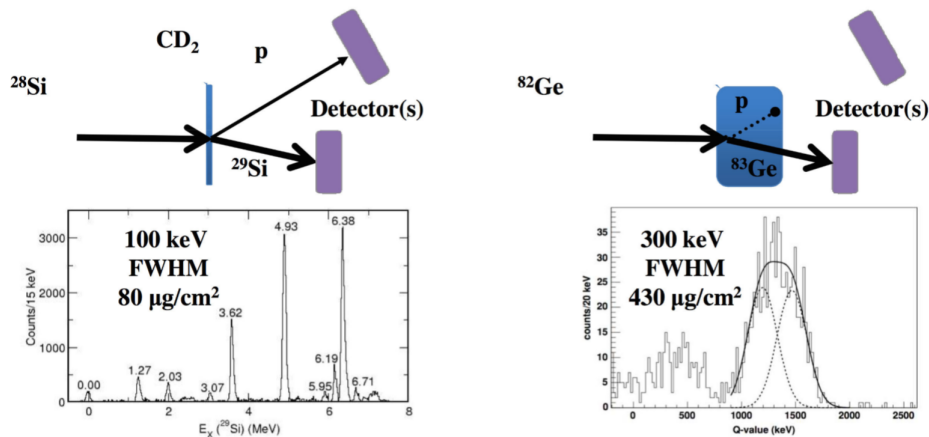 CD₂
p
²⁸Si
Detector(s)
²⁹Si
100 keV
FWHM
80 µg/cm²
3000
2000
1000
0
Counts/15 keV
0.00
1.27
2.03
3.07
3.62
4.93
5.95
6.19
6.38
6.71
0
2
4
6
8
Eₓ (²⁹Si) (MeV)
⁸²Ge
p
Detector(s)
⁸³Ge
300 keV
FWHM
430 µg/cm²
counts/20 keV
40
35
30
25
20
15
10
5
0
0
500
1000
1500
2000
2500
Q-value (keV)